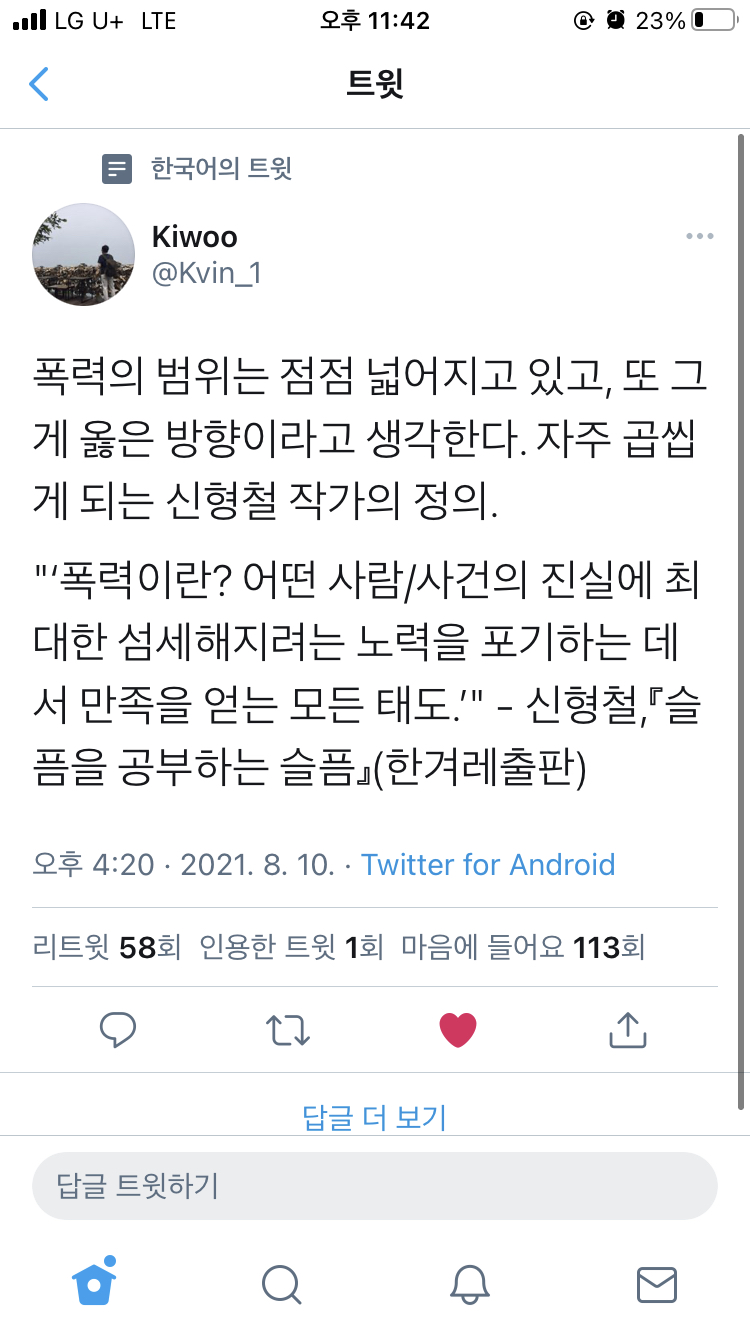 LG U+ LTE 오후 11:42 23%
트윗
한국어의 트윗
Kiwoo
@Kvin_1
폭력의 범위는 점점 넓어지고 있고, 또 그
게 옳은 방향이라고 생각한다. 자주 곱씹
게 되는 신형철 작가의 정의.
"‘폭력이란? 어떤 사람/사건의 진실에 최
대한 섬세해지려는 노력을 포기하는 데
서 만족을 얻는 모든 태도.’" - 신형철,『슬
픔을 공부하는 슬픔』(한겨레출판)
오후 4:20 · 2021. 8. 10. · Twitter for Android
리트윗 58회 인용한 트윗 1회 마음에 들어요 113회
답글 더 보기
답글 트윗하기